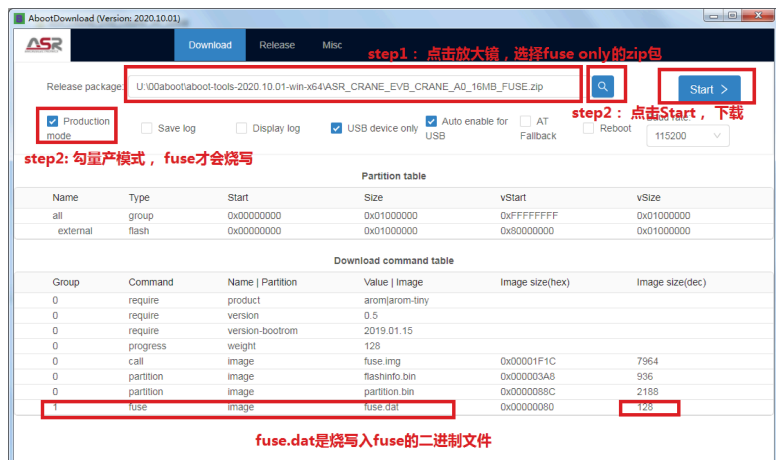 AbootDownload (Version: 2020.10.01)
ASR
Download Release Misc
step1： 点击放大镜，选择fuse only的zip包
Release package: U:\00aboot\aboot-tools-2020.10.01-win-x64\ASR_CRANE_EVB_CRANE_A0_16MB_FUSE.zip
Start >
step2： 点击Start， 下载
Production mode
Save log
Display log
USB device only
Auto enable for USB
AT Fallback
Reboot
rate:
115200
step2: 勾量产模式， fuse才会烧写
Partition table
Name Type Start Size vStart vSize
all group 0x00000000 0x01000000 0xFFFFFFFF 0x01000000
external flash 0x00000000 0x01000000 0x80000000 0x01000000
Download command table
Group Command Name | Partition Value | Image Image size(hex) Image size(dec)
0 require product arom|arom-tiny
0 require version 0.5
0 require version-bootrom 2019.01.15
0 progress weight 128
0 call image fuse.img 0x00001F1C 7964
0 partition image flashinfo.bin 0x000003A8 936
0 partition image partition.bin 0x0000088C 2188
1 fuse image fuse.dat 0x00000080 128
fuse.dat是烧写入fuse的二进制文件